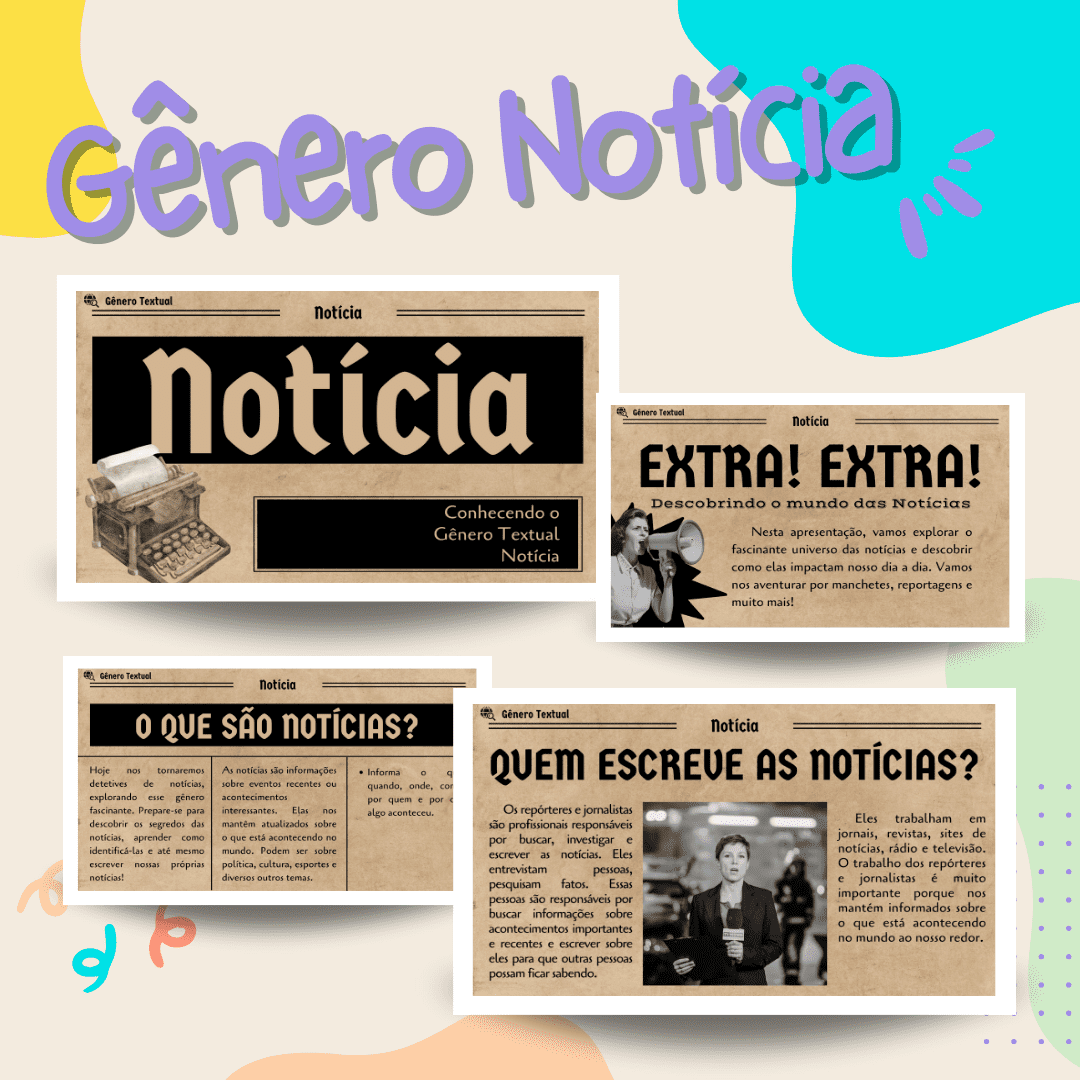 Gênero Notícia
Gênero Textual
Notícia
Notícia
Conhecendo o
Gênero Textual
Notícia
Gênero Textual
Notícia
EXTRA! EXTRA!
Descobrindo o mundo das Notícias
Nesta apresentação, vamos explorar o
fascinante universo das notícias e descobrir
como elas impactam nosso dia a dia. Vamos
nos aventurar por manchetes, reportagens e
muito mais!
Gênero Textual
Notícia
O QUE SÃO NOTÍCIAS?
Hoje nos tornaremos
detetives de notícias,
explorando esse gênero
fascinante. Prepare-se para
descobrir os segredos das
notícias, aprender como
identificá-las e até mesmo
escrever nossas próprias
notícias!
As notícias são informações
sobre eventos recentes ou
acontecimentos
interessantes. Elas nos
mantêm atualizados sobre
o que está acontecendo no
mundo. Podem ser sobre
política, cultura, esportes e
diversos outros temas.
• Informa o
quando, onde,
por quem e por
algo aconteceu.
Gênero Textual
Notícia
QUEM ESCREVE AS NOTÍCIAS?
Os repórteres e jornalistas
são profissionais responsáveis
por buscar, investigar e
escrever as notícias. Eles
entrevistam pessoas,
pesquisam fatos. Essas
pessoas são responsáveis por
buscar informações sobre
acontecimentos importantes
e recentes e escrever sobre
eles para que outras pessoas
possam ficar sabendo.
Eles trabalham em
jornais, revistas, sites de
notícias, rádio e televisão.
O trabalho dos repórteres
e jornalistas é muito
importante porque nos
mantém informados sobre
o que está acontecendo
no mundo ao nosso redor.